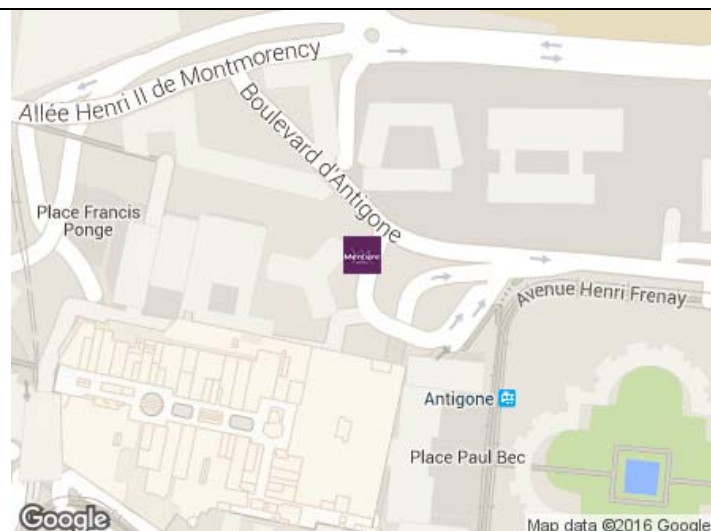 Allée Henri II de Montmorency
Boulevard d'Antigone
Place Francis
Ponge
Mercure
Avenue Henri Frenay
Antigone
Place Paul Bec
Google
Map data ©2016 Google